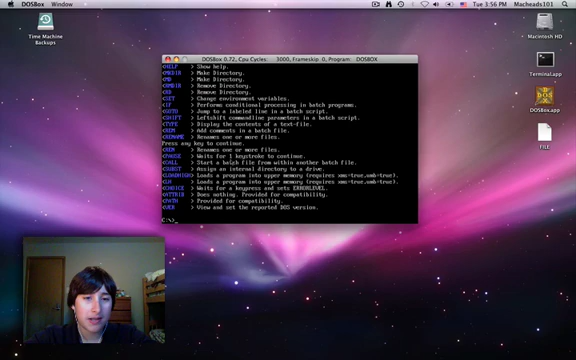 DOSBox Window
Tue 3:56 PM Macheads101
Time Machine
Backups
Macintosh HD
Terminal.app
DOSBox.app
FILE
DOSBox 0.72, Cpu Cycles: 3000, Frameskip 0, Program: DOSBOX
<HELP > Show help.
<MKDIR > Make Directory.
<MD > Make Directory.
<RMDIR > Remove Directory.
<RD > Remove Directory.
<SET > Change environment variables.
<IF > Performs conditional processing in batch programs.
<GOTO > Jump to a labeled line in a batch script.
<SHIFT > Leftshift commandline parameters in a batch script.
<TYPE > Display the contents of a text-file.
<REM > Add comments in a batch file.
<RENAME > Renames one or more files.
Press any key to continue.
<REN > Renames one or more files.
<PAUSE > Waits for 1 keystroke to continue.
<CALL > Start a batch file from within another batch file.
<SUBST > Assign an internal directory to a drive.
<LOADHIGH> Loads a program into upper memory (requires xms=true,umb=true).
<LH > Loads a program into upper memory (requires xms=true,umb=true).
<CHOICE > Waits for a keypress and sets ERRORLEVEL.
<ATTRIB > Does nothing. Provided for compatibility.
<PATH > Provided for compatibility.
<VER > View and set the reported DOS version.
C:\>_